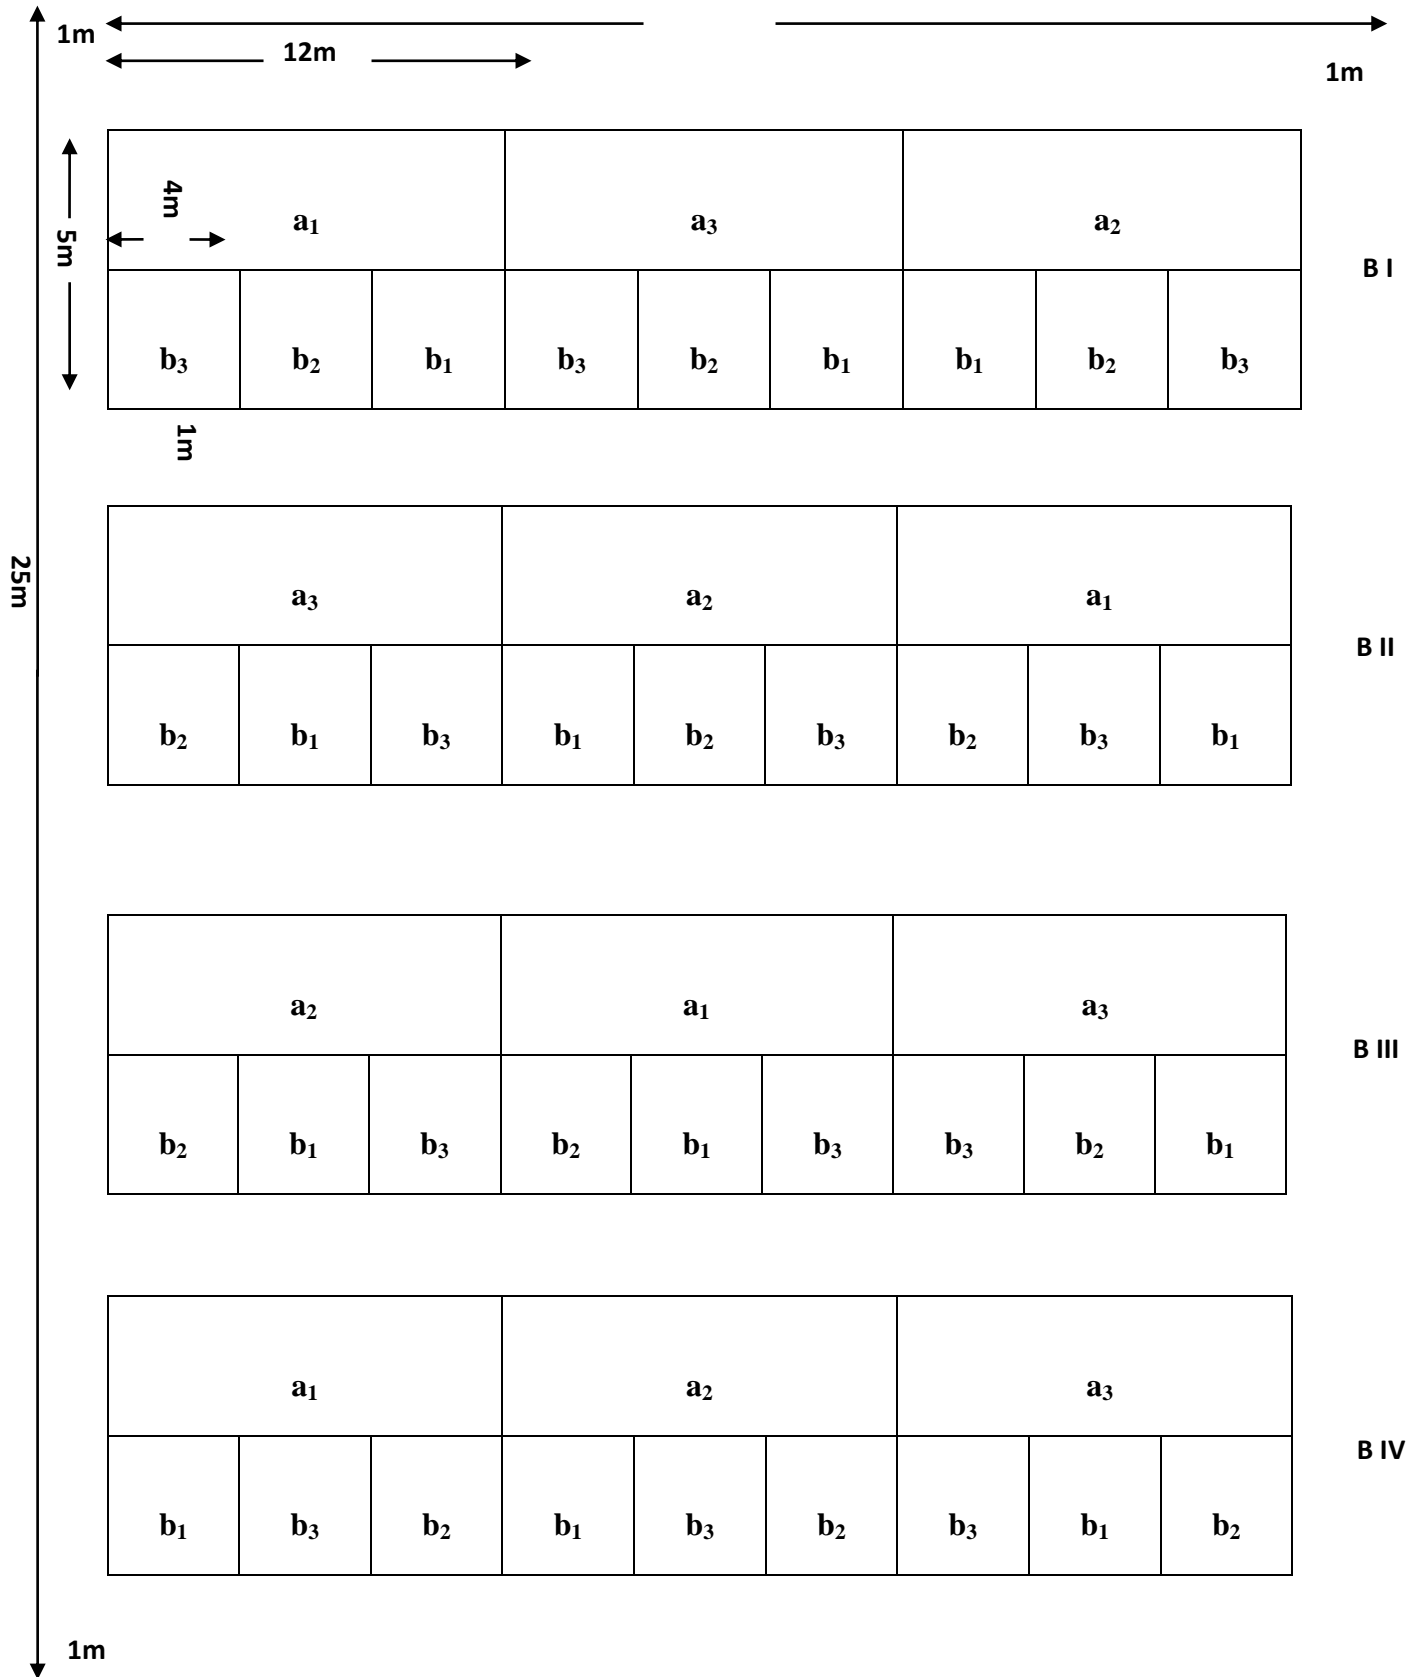 1m
12m
1m
4m
5m
a₁ a₃ a₂
B I
b₃ b₂ b₁ b₃ b₂ b₁ b₁ b₂ b₃
1m
25m
a₃ a₂ a₁
B II
b₂ b₁ b₃ b₁ b₂ b₃ b₂ b₃ b₁
a₂ a₁ a₃
B III
b₂ b₁ b₃ b₂ b₁ b₃ b₃ b₂ b₁
a₁ a₂ a₃
B IV
b₁ b₃ b₂ b₁ b₃ b₂ b₃ b₁ b₂
1m